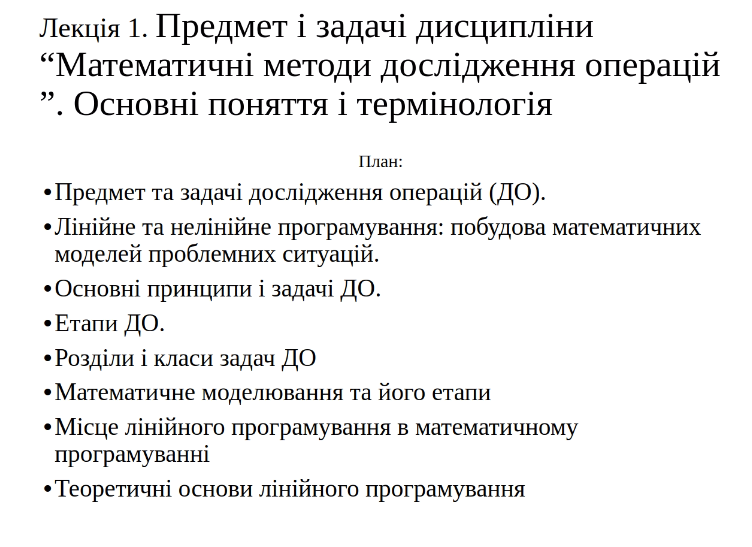 Лекція 1. Предмет і задачі дисципліни
“Математичні методи дослідження операцій
”. Основні поняття і термінологія
План:
•Предмет та задачі дослідження операцій (ДО).
•Лінійне та нелінійне програмування: побудова математичних
моделей проблемних ситуацій.
•Основні принципи і задачі ДО.
•Етапи ДО.
•Розділи і класи задач ДО
•Математичне моделювання та його етапи
•Місце лінійного програмування в математичному
програмуванні
•Теоретичні основи лінійного програмування